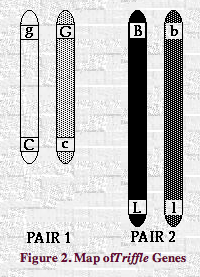 g G B b
C c L l
PAIR 1 PAIR 2
Figure 2. Map of Triffle Genes